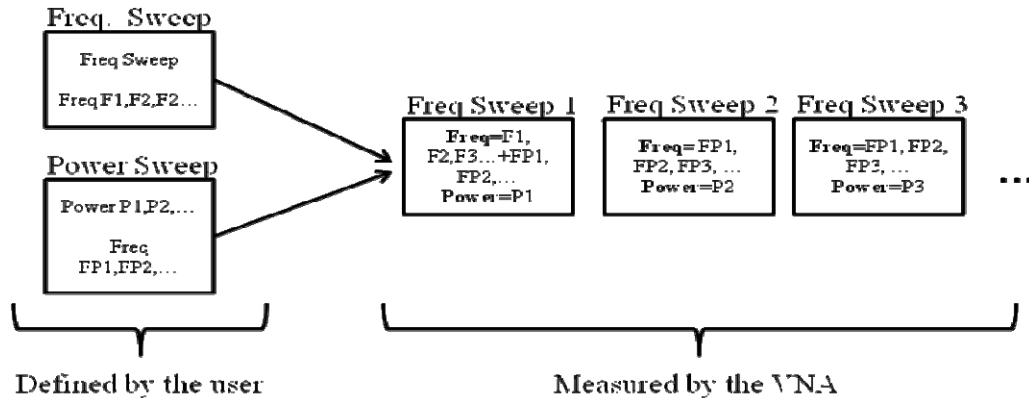 Freq. Sweep
Freq Sweep
Freq F1,F2,F2...
Power Sweep
Power P1,P2,...
Freq
FP1,FP2,...
Freq Sweep 1
Freq=F1,
F2,F3...+FP1,
FP2,...
Power=P1
Freq Sweep 2
Freq=FP1,
FP2, FP3, ...
Power=P2
Freq Sweep 3
Freq=FP1, FP2,
FP3, ...
Power=P3
...
Defined by the user
Measured by the VNA